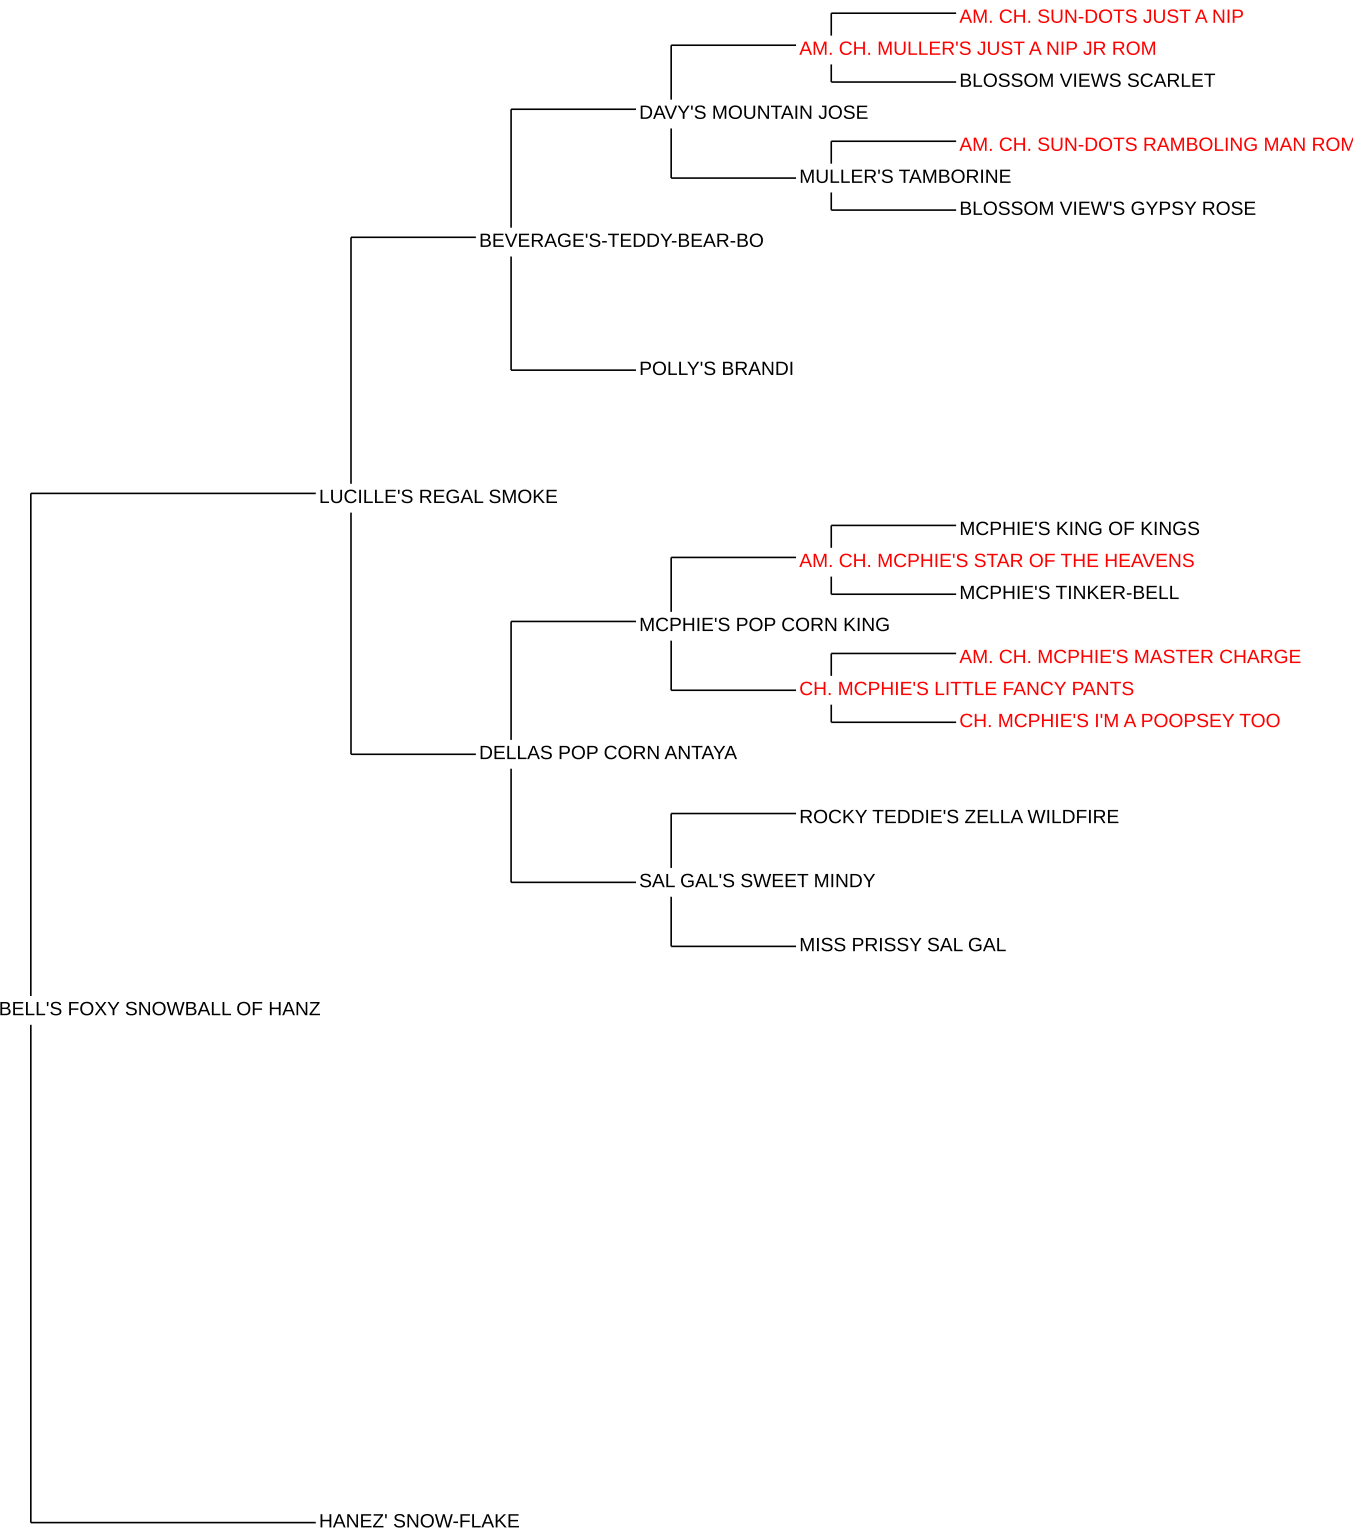 AM. CH. SUN-DOTS JUST A NIP
AM. CH. MULLER'S JUST A NIP JR ROM
BLOSSOM VIEWS SCARLET
DAVY'S MOUNTAIN JOSE
AM. CH. SUN-DOTS RAMBOLING MAN ROM
MULLER'S TAMBORINE
BLOSSOM VIEW'S GYPSY ROSE
BEVERAGE'S-TEDDY-BEAR-BO
POLLY'S BRANDI
LUCILLE'S REGAL SMOKE
MCPHIE'S KING OF KINGS
AM. CH. MCPHIE'S STAR OF THE HEAVENS
MCPHIE'S TINKER-BELL
MCPHIE'S POP CORN KING
AM. CH. MCPHIE'S MASTER CHARGE
CH. MCPHIE'S LITTLE FANCY PANTS
CH. MCPHIE'S I'M A POOPSEY TOO
DELLAS POP CORN ANTAYA
ROCKY TEDDIE'S ZELLA WILDFIRE
SAL GAL'S SWEET MINDY
MISS PRISSY SAL GAL
BELL'S FOXY SNOWBALL OF HANZ
HANEZ' SNOW-FLAKE